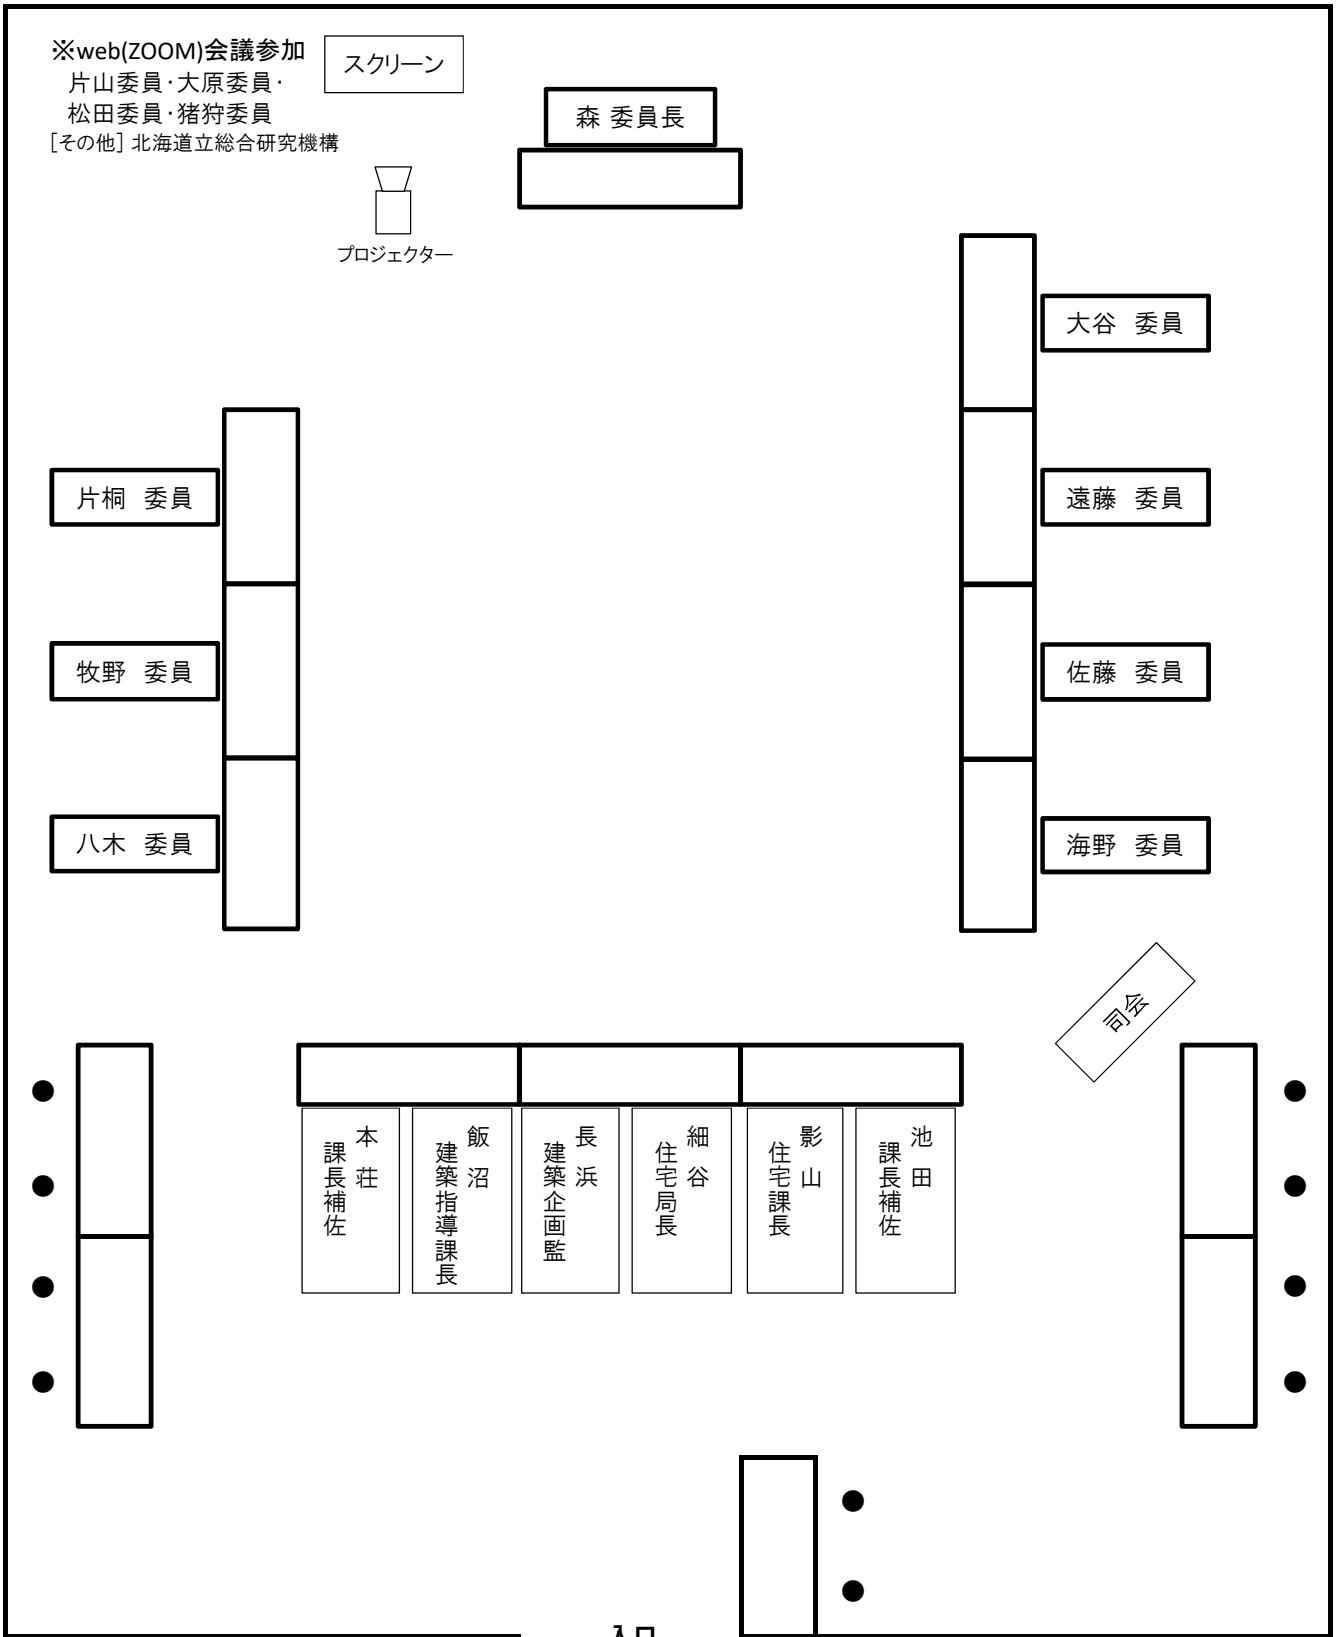 ※web(ZOOM)会議参加
片山委員・大原委員・
松田委員・猪狩委員
［その他］北海道立総合研究機構
スクリーン
森 委員長
プロジェクター
大谷　委員
片桐　委員
遠藤　委員
牧野　委員
佐藤　委員
八木　委員
海野　委員
司会
本荘
課長補佐
飯沼
建築指導課長
長浜
建築企画監
細谷
住宅局長
影山
住宅課長
池田
課長補佐
入口